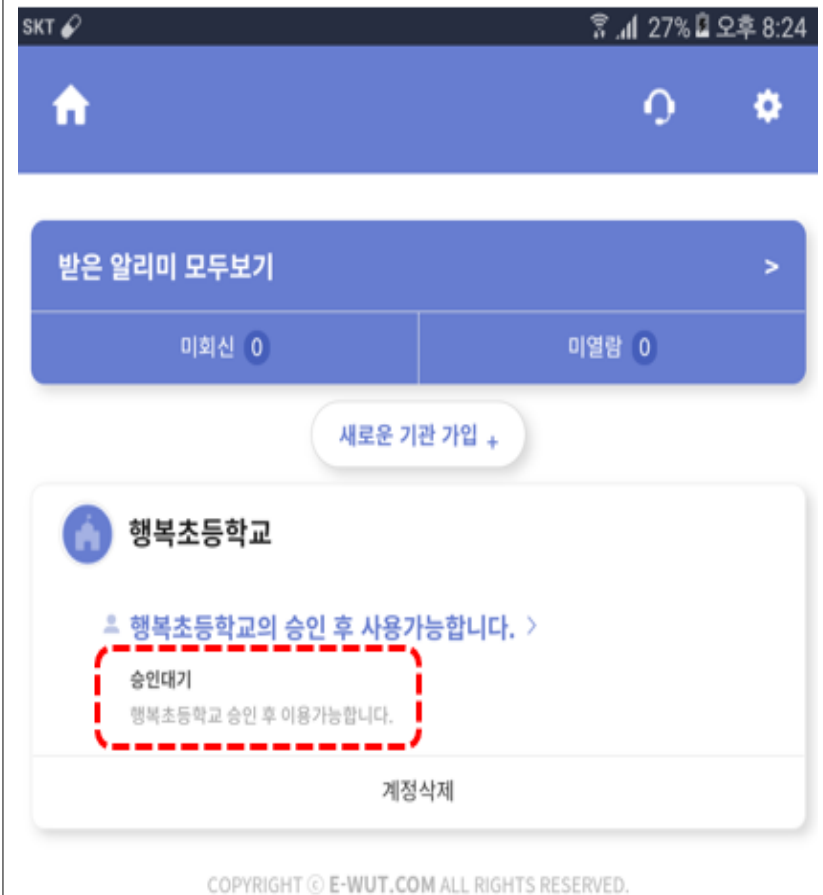 SKT 27% 오후 8:24
받은 알리미 모두보기 >
미회신 0 미열람 0
새로운 기관 가입 +
행복초등학교
행복초등학교의 승인 후 사용가능합니다. >
승인대기
행복초등학교 승인 후 이용가능합니다.
계정삭제
COPYRIGHT ⓒ E-WUT.COM ALL RIGHTS RESERVED.